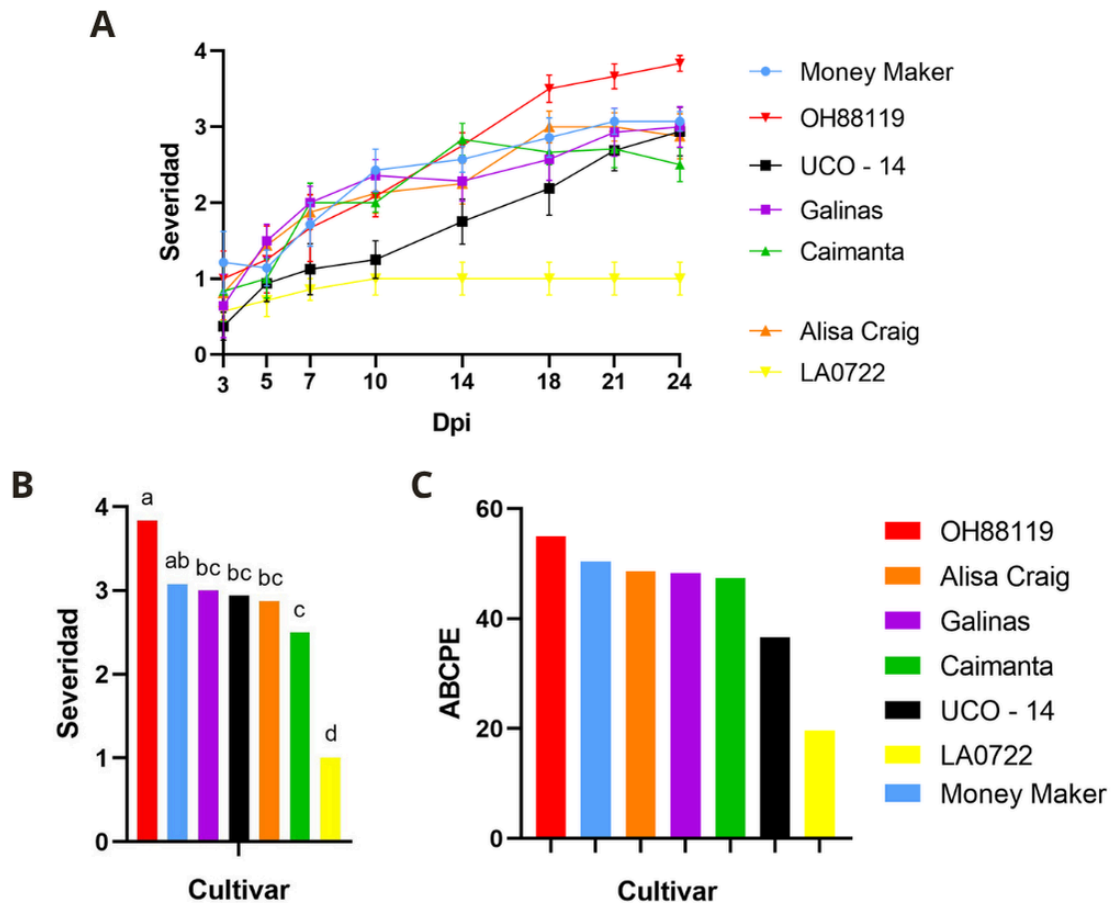 A
Severidad
4
3
2
1
0
3 5 7 10 14 18 21 24
Dpi
Money Maker
OH88119
UCO - 14
Galinas
Caimanta
Alisa Craig
LA0722
B
Severidad
4
3
2
1
0
a
ab
bc
bc
bc
c
d
Cultivar
C
ABCPE
60
40
20
0
Cultivar
OH88119
Alisa Craig
Galinas
Caimanta
UCO - 14
LA0722
Money Maker